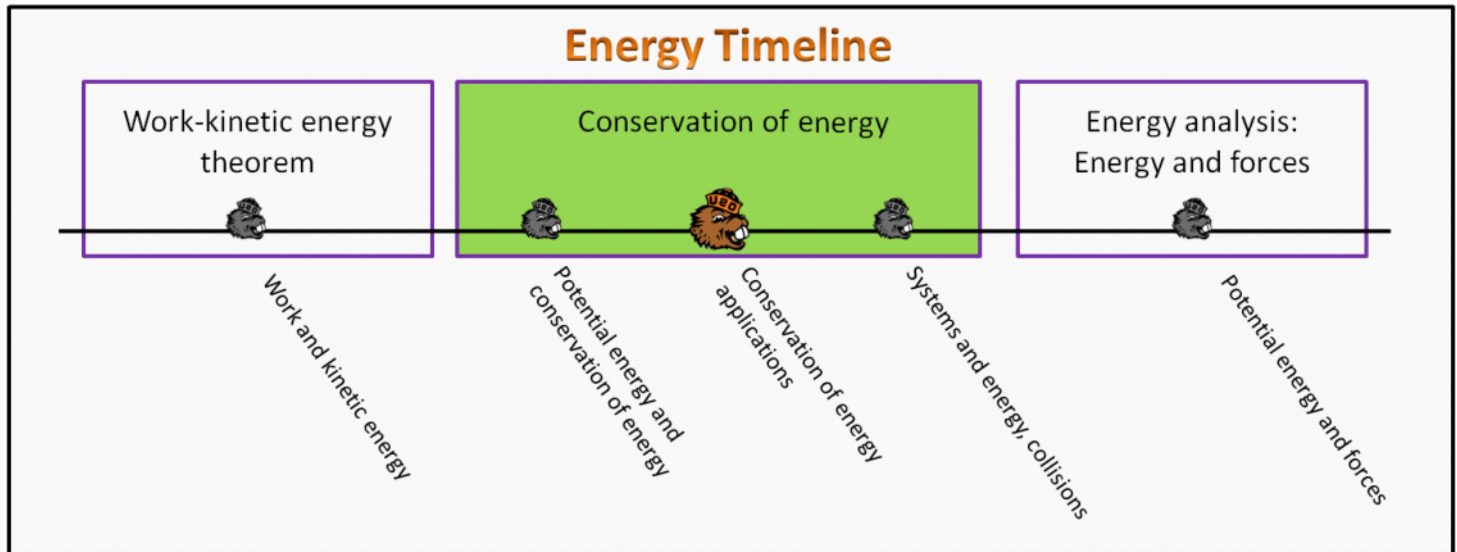 Energy Timeline
Work-kinetic energy
theorem
Conservation of energy
Energy analysis:
Energy and forces
Work and kinetic energy
Potential energy and
conservation of energy
Conservation of energy
applications
Systems and energy, collisions
Potential energy and forces